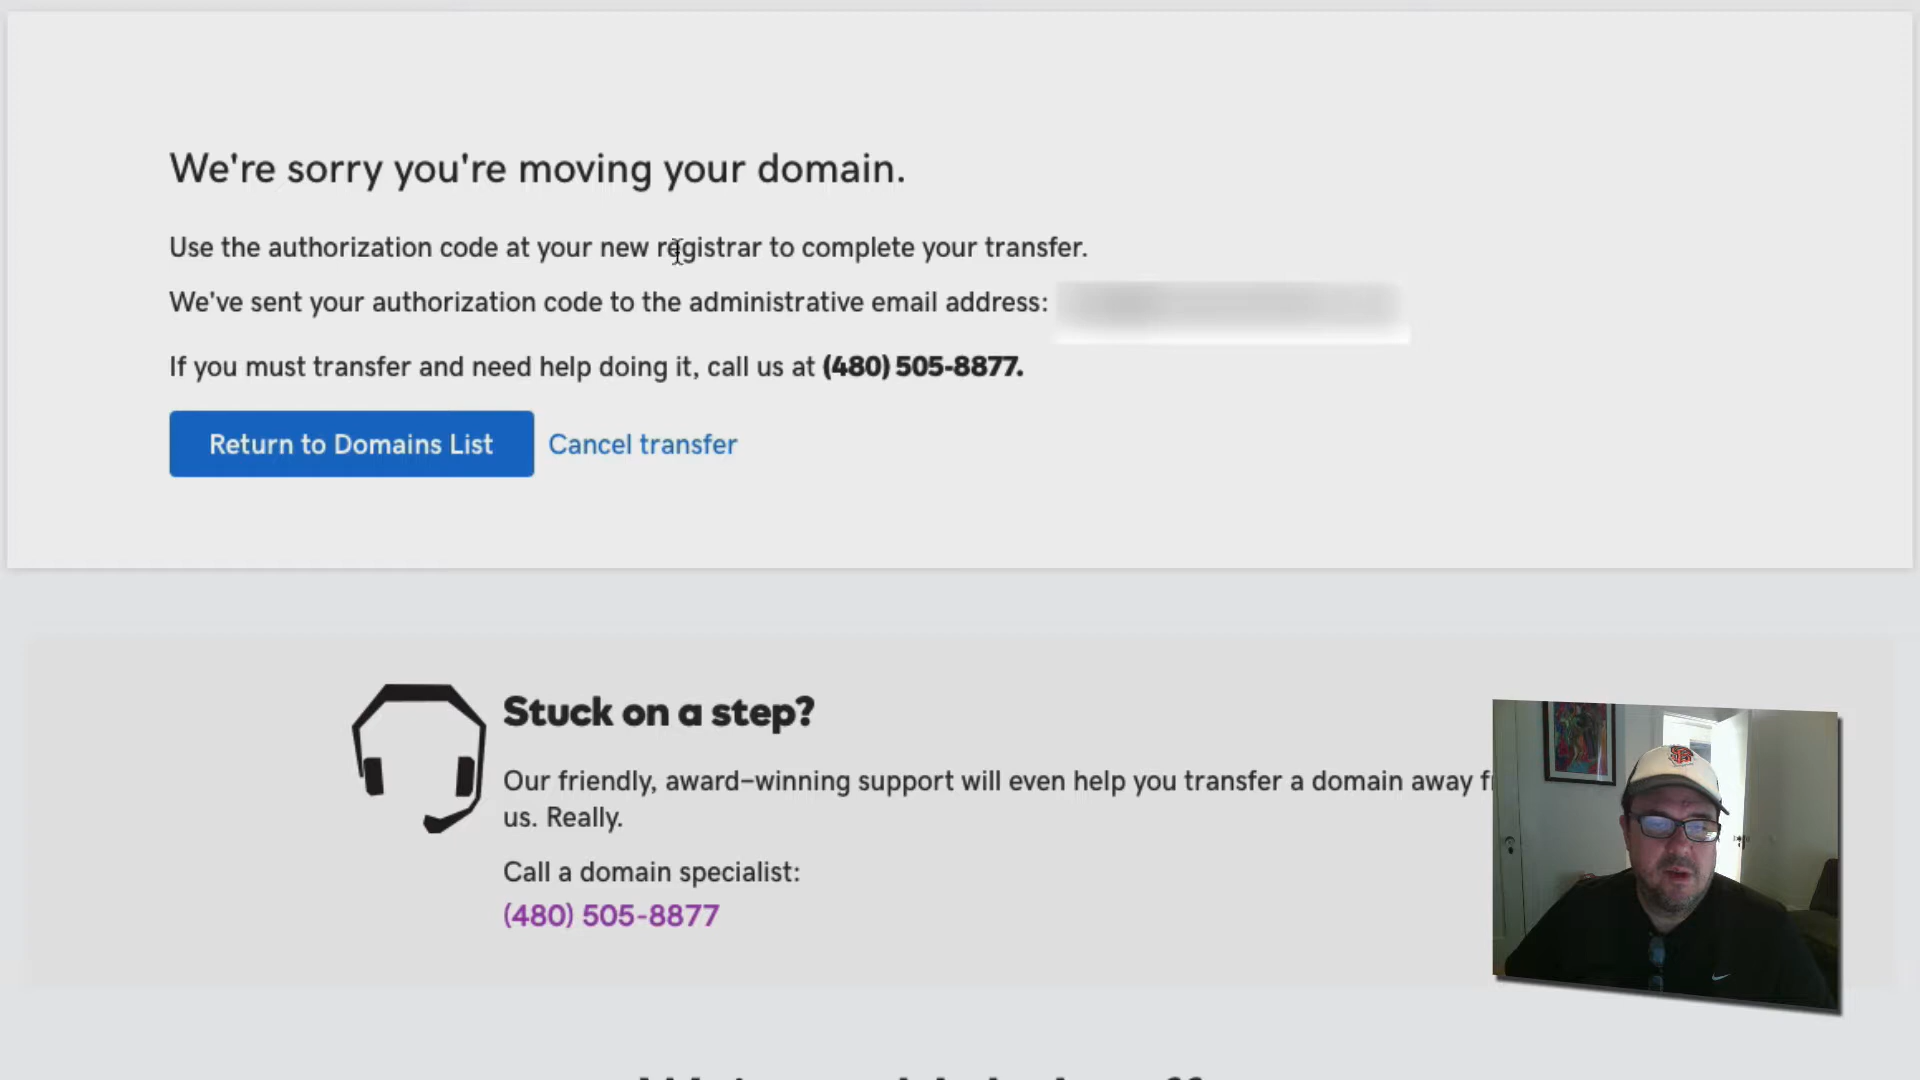 We're sorry you're moving your domain.
Use the authorization code at your new registrar to complete your transfer.
We've sent your authorization code to the administrative email address:
If you must transfer and need help doing it, call us at (480) 505-8877.
Return to Domains List Cancel transfer
Stuck on a step?
Our friendly, award-winning support will even help you transfer a domain away
us. Really.
Call a domain specialist:
(480) 505-8877